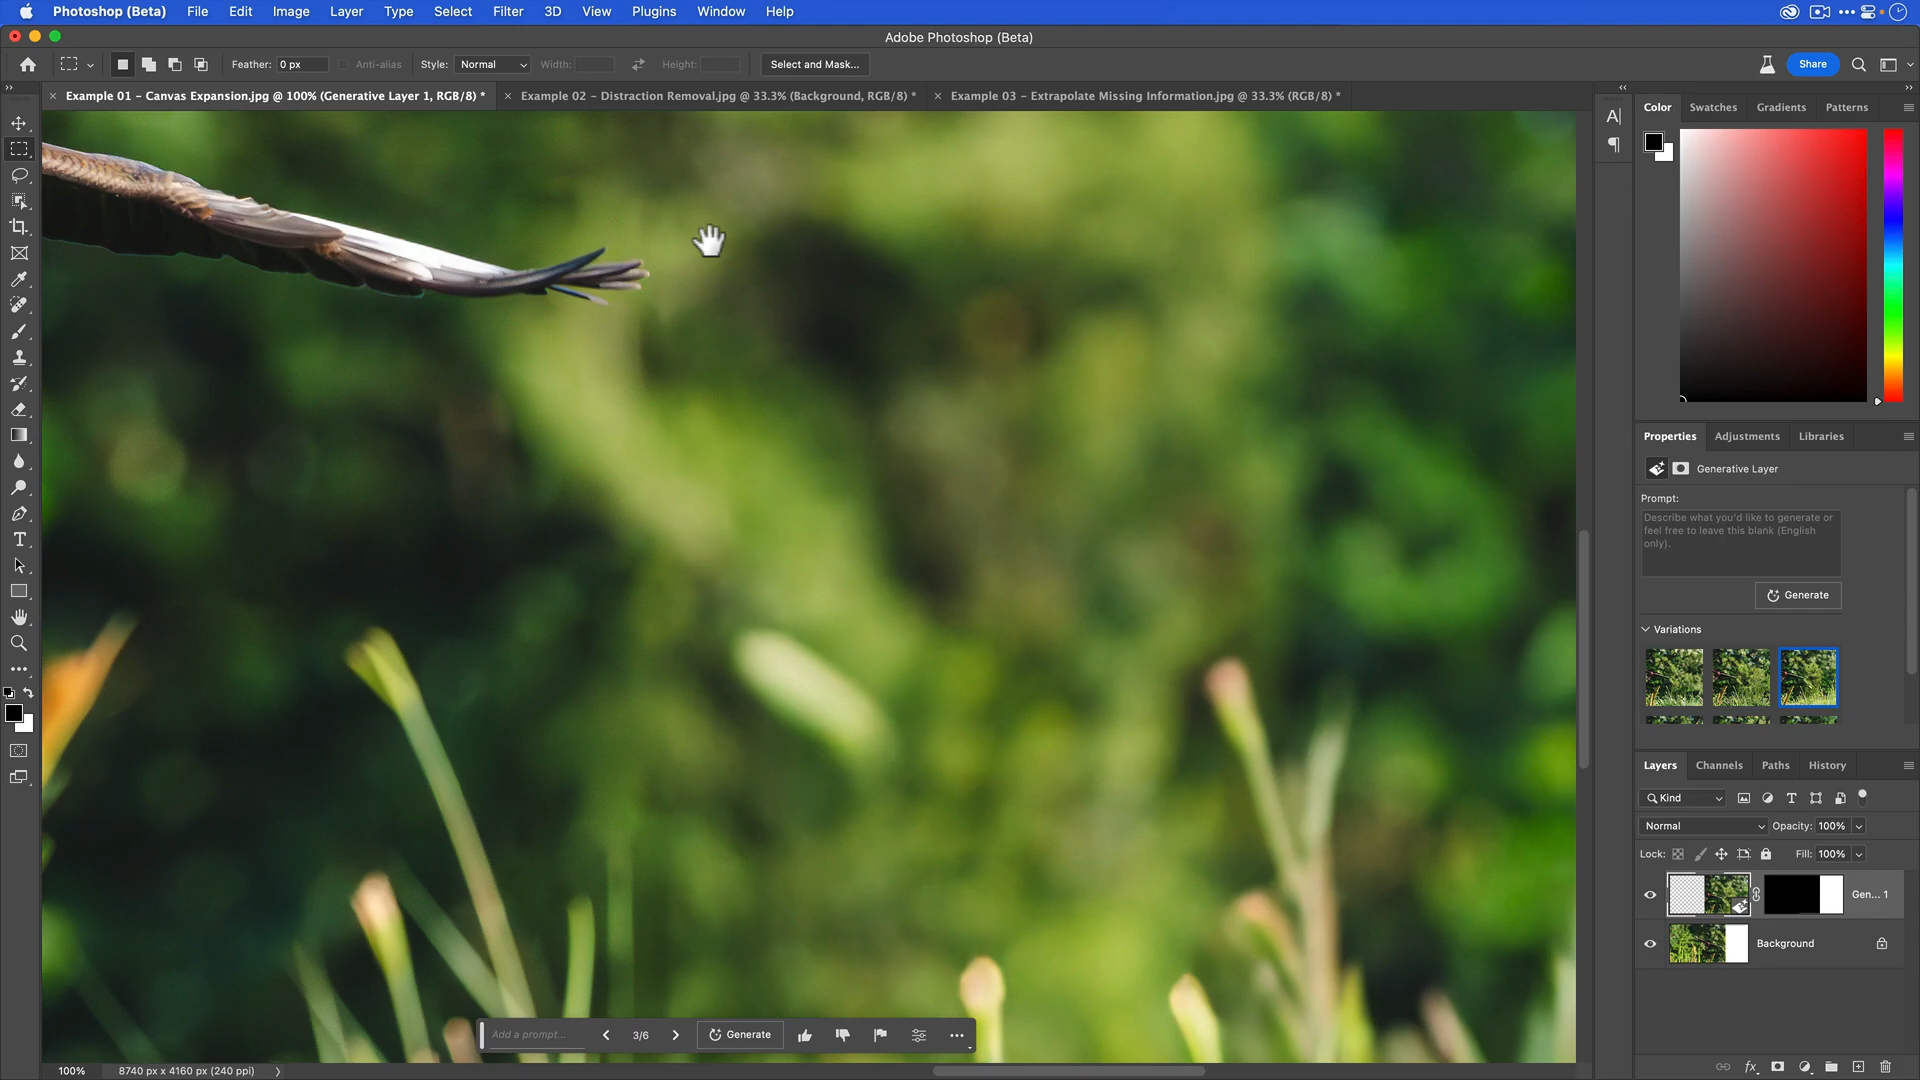 Photoshop (Beta) File Edit Image Layer Type Select Filter 3D View Plugins Window Help
Adobe Photoshop (Beta)
Feather: 0 px Anti-alias Style: Normal Width: Height: Select and Mask... Share
Example 01 - Canvas Expansion.jpg @ 100% (Generative Layer 1, RGB/8) * Example 02 - Distraction Removal.jpg @ 33.3% (Background, RGB/8) * Example 03 - Extrapolate Missing Information.jpg @ 33.3% (RGB/8) *
Color Swatches Gradients Patterns
Properties Adjustments Libraries
Generative Layer
Prompt:
Describe what you'd like to generate or
feel free to leave this blank (English
only).
Generate
Variations
Layers Channels Paths History
Kind
Normal Opacity: 100%
Lock: Fill: 100%
Gen... 1
Background
Add a prompt... 3/6 Generate
100% 8740 px x 4160 px (240 ppi)